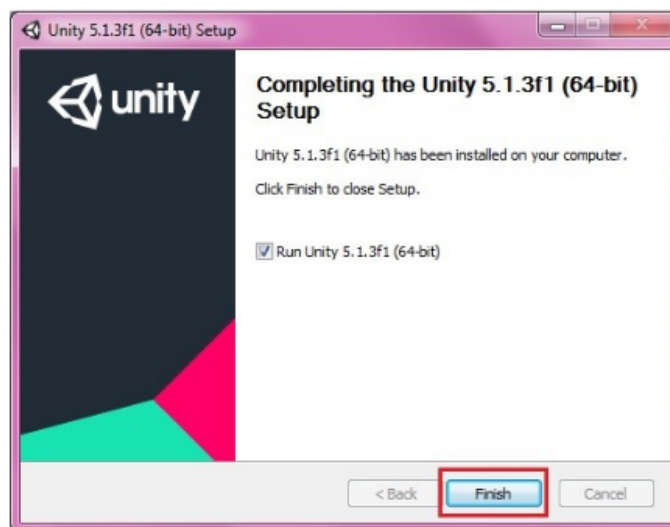 Unity 5.1.3f1 (64-bit) Setup
unity
Completing the Unity 5.1.3f1 (64-bit)
Setup
Unity 5.1.3f1 (64-bit) has been installed on your computer.
Click Finish to close Setup.
Run Unity 5.1.3f1 (64-bit)
< Back
Finish
Cancel